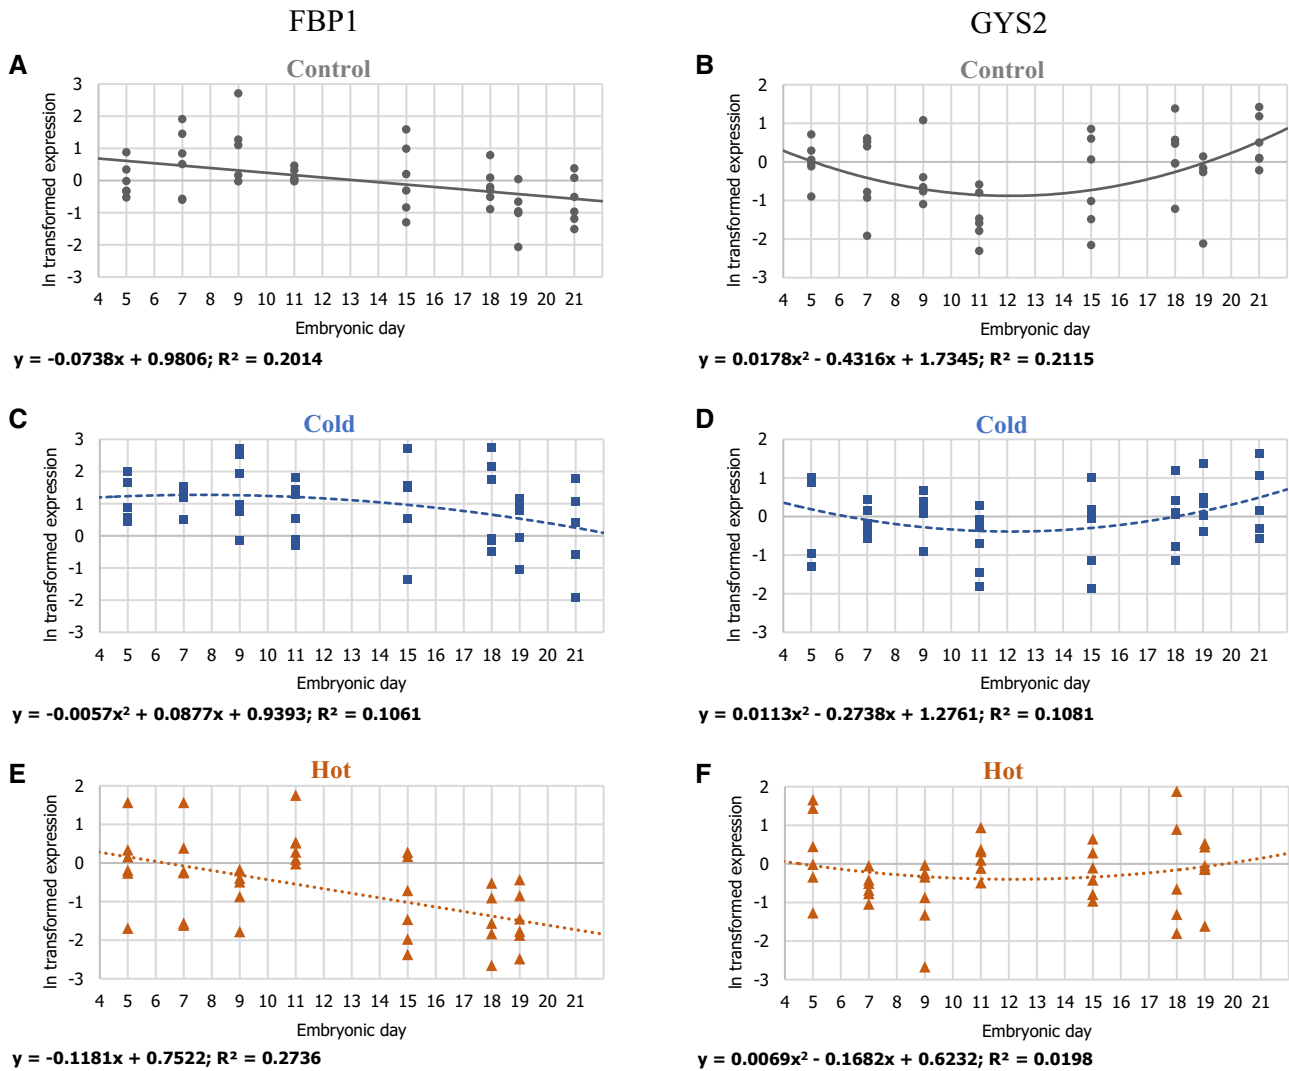 FBP1
GYS2
A
Control
3
2
1
0
-1
-2
-3
ln transformed expression
4 5 6 7 8 9 10 11 12 13 14 15 16 17 18 19 20 21
Embryonic day
y = -0.0738x + 0.9806; R² = 0.2014
B
Control
2
1
0
-1
-2
-3
ln transformed expression
4 5 6 7 8 9 10 11 12 13 14 15 16 17 18 19 20 21
Embryonic day
y = 0.0178x² - 0.4316x + 1.7345; R² = 0.2115
C
Cold
3
2
1
0
-1
-2
-3
ln transformed expression
4 5 6 7 8 9 10 11 12 13 14 15 16 17 18 19 20 21
Embryonic day
y = -0.0057x² + 0.0877x + 0.9393; R² = 0.1061
D
Cold
2
1
0
-1
-2
-3
ln transformed expression
4 5 6 7 8 9 10 11 12 13 14 15 16 17 18 19 20 21
Embryonic day
y = 0.0113x² - 0.2738x + 1.2761; R² = 0.1081
E
Hot
2
1
0
-1
-2
-3
ln transformed expression
4 5 6 7 8 9 10 11 12 13 14 15 16 17 18 19 20 21
Embryonic day
y = -0.1181x + 0.7522; R² = 0.2736
F
Hot
2
1
0
-1
-2
-3
ln transformed expression
4 5 6 7 8 9 10 11 12 13 14 15 16 17 18 19 20 21
Embryonic day
y = 0.0069x² - 0.1682x + 0.6232; R² = 0.0198